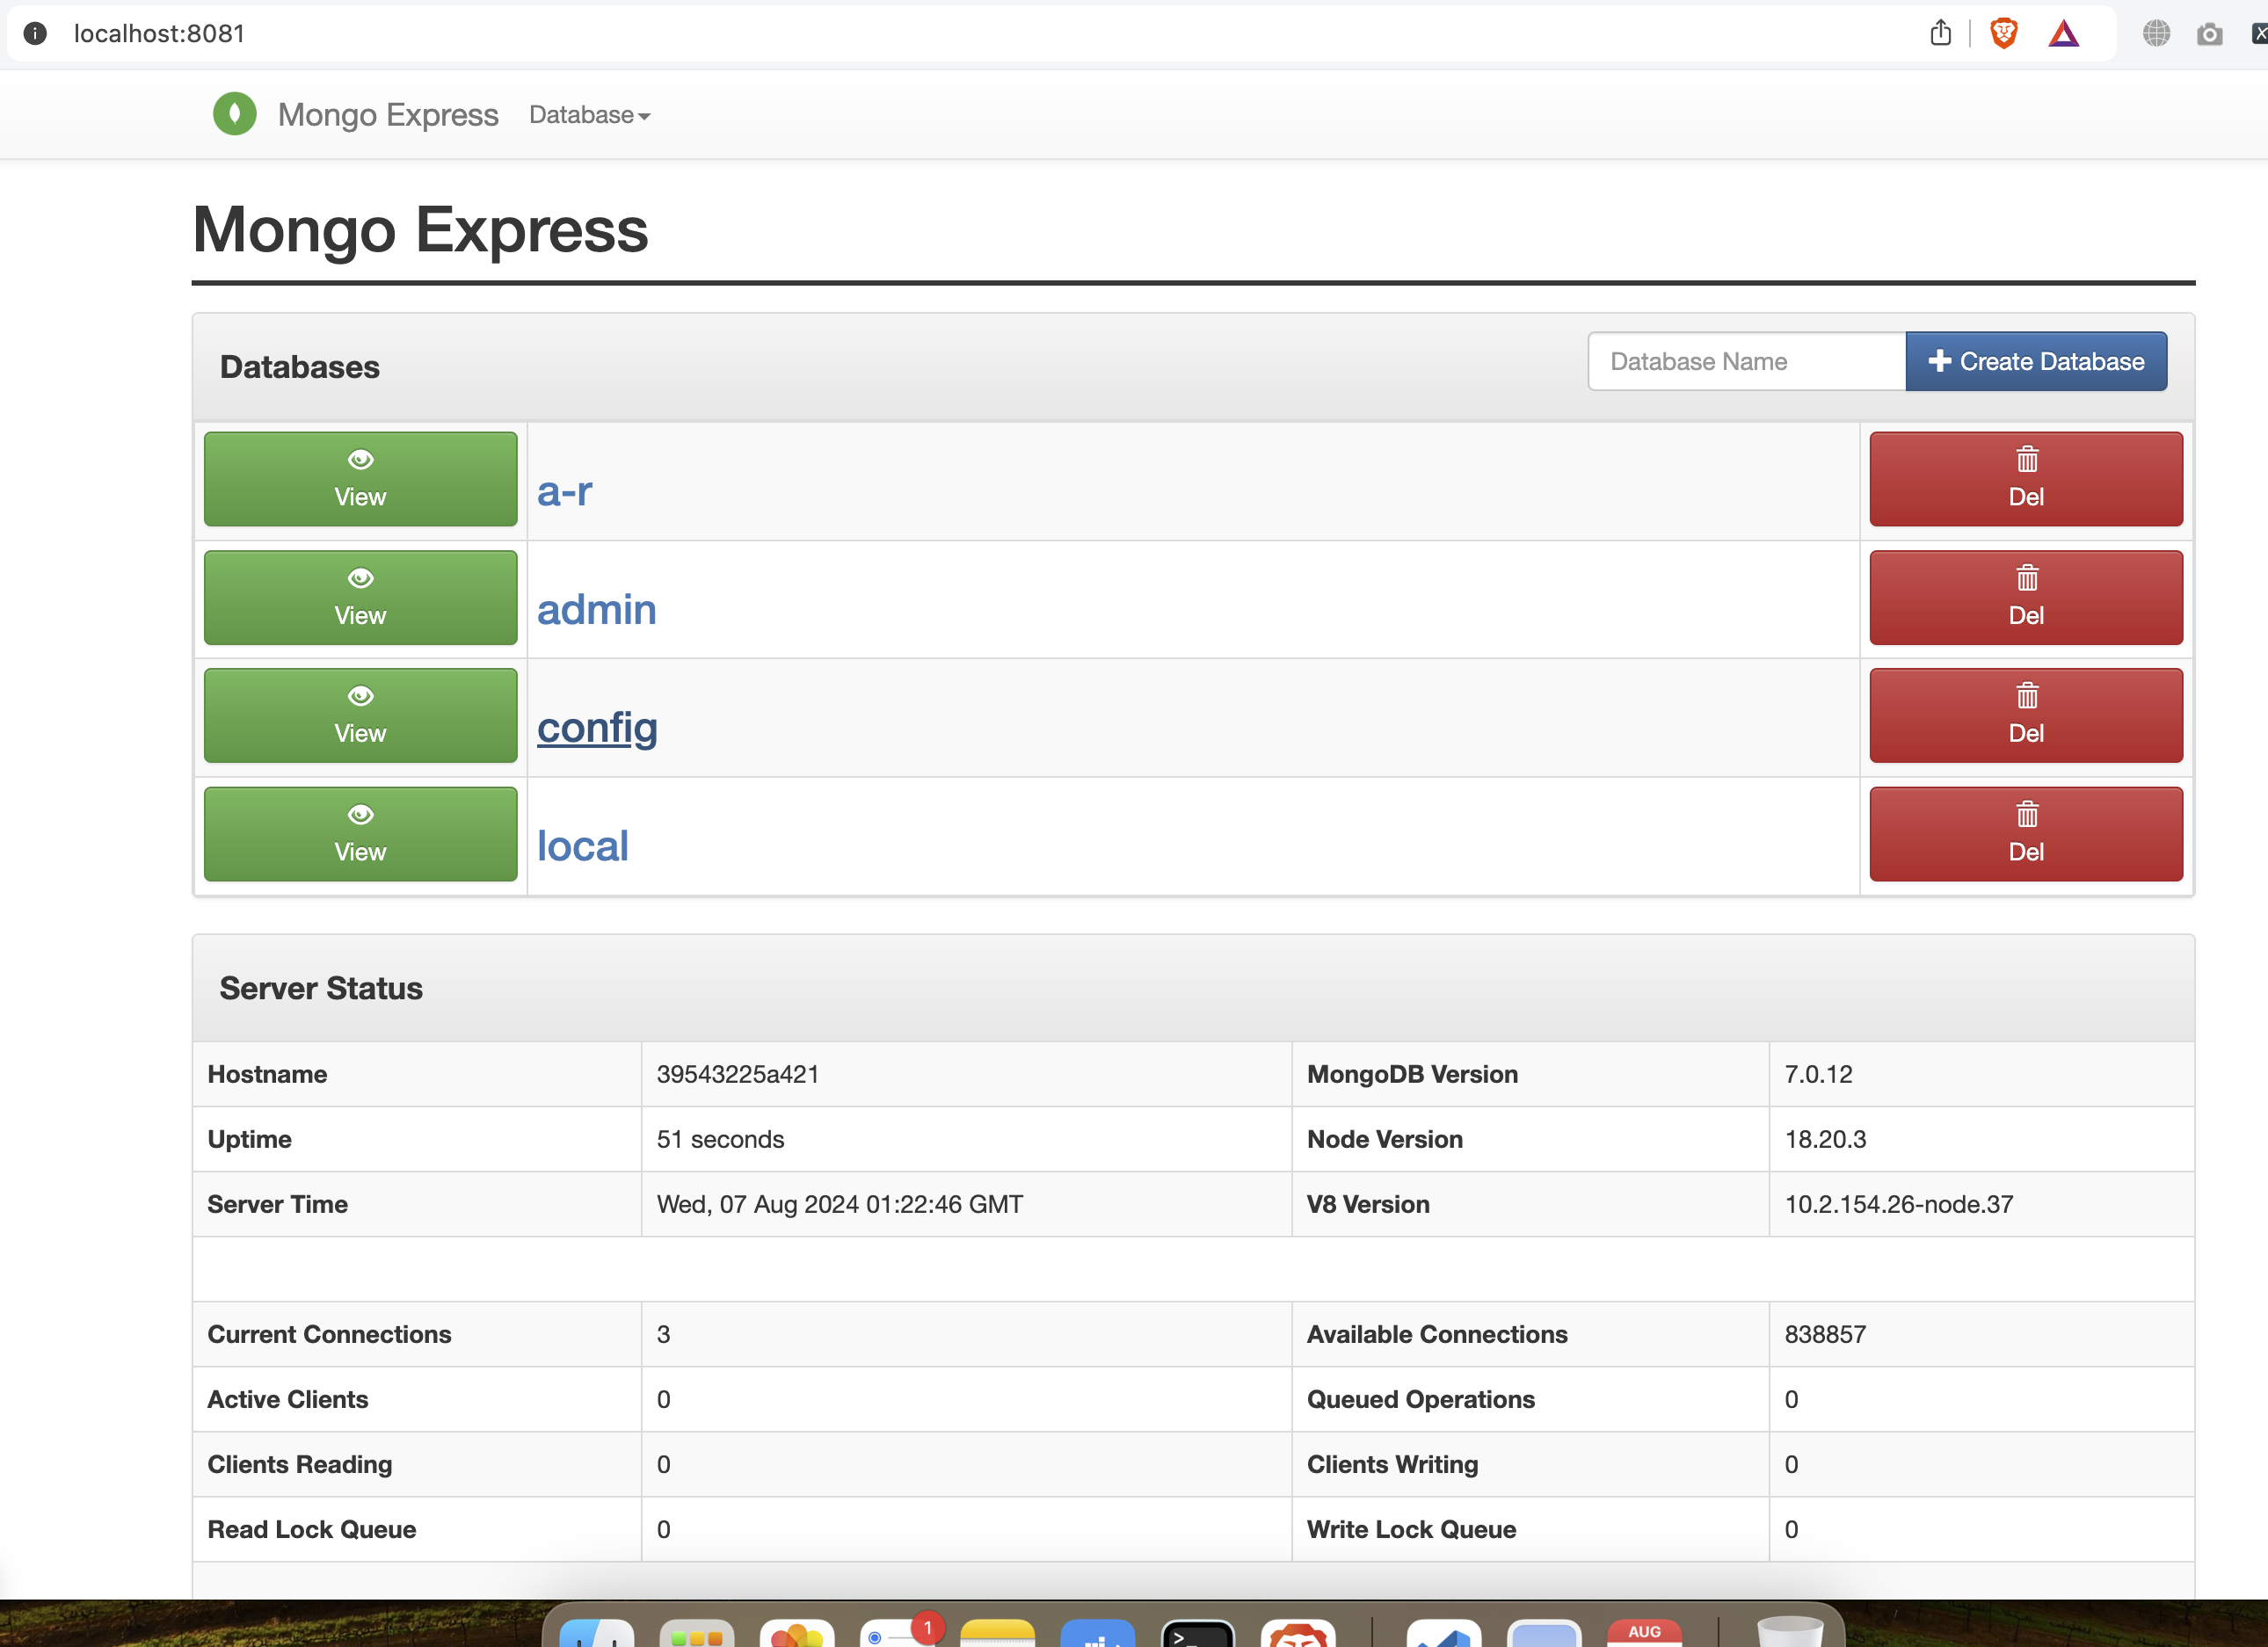 localhost:8081
Mongo Express Database
Mongo Express
Databases
Database Name
Create Database
View a-r Del
View admin Del
View config Del
View local Del
Server Status
Hostname 39543225a421 MongoDB Version 7.0.12
Uptime 51 seconds Node Version 18.20.3
Server Time Wed, 07 Aug 2024 01:22:46 GMT V8 Version 10.2.154.26-node.37
Current Connections 3 Available Connections 838857
Active Clients 0 Queued Operations 0
Clients Reading 0 Clients Writing 0
Read Lock Queue 0 Write Lock Queue 0
1
AUG